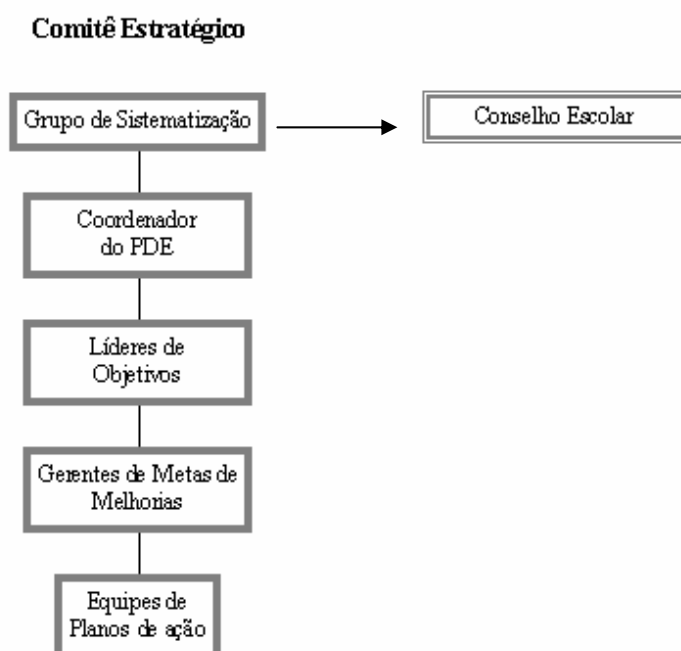 Comitê Estratégico
Grupo de Sistematização
Conselho Escolar
Coordenador
do PDE
Líderes de
Objetivos
Gerentes de Metas de
Melhorias
Equipes de
Planos de ação